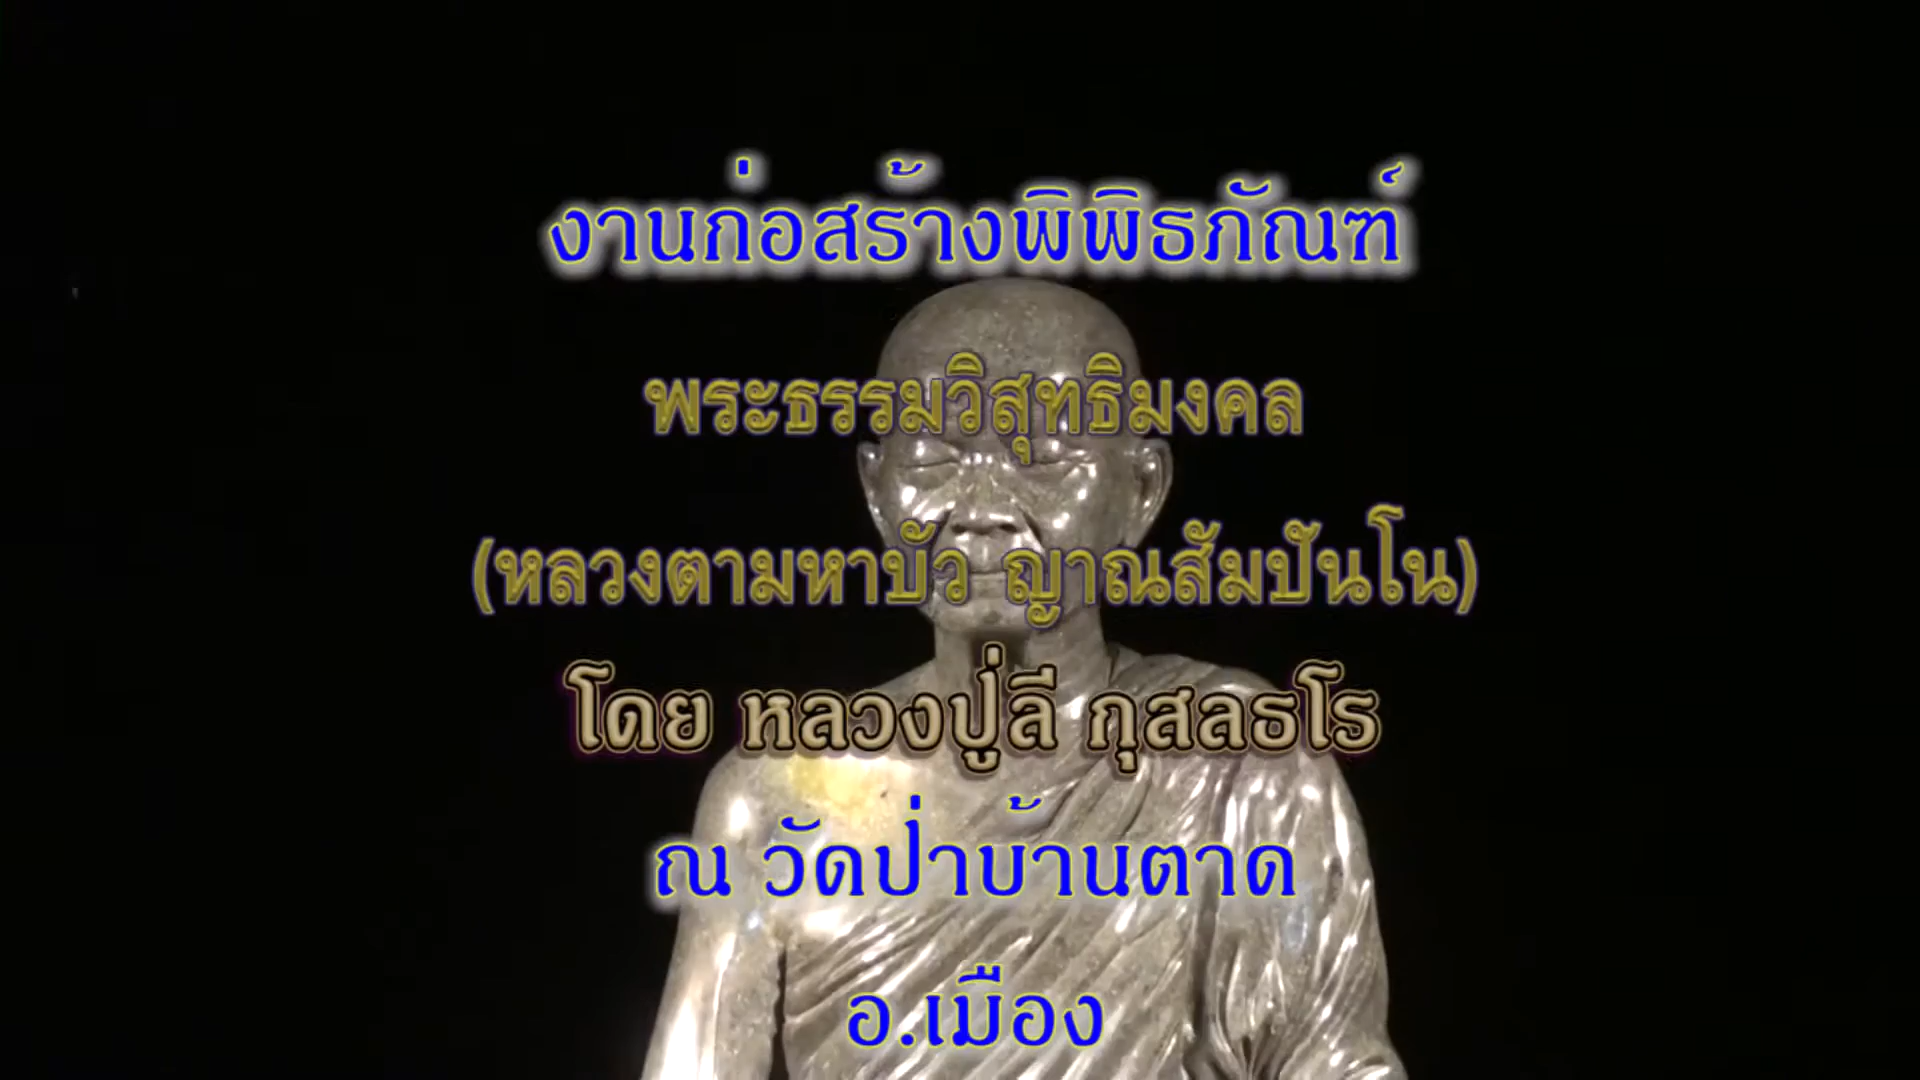 งานก่อสร้างพิพิธภัณฑ์
พระธรรมวิสุทธิมงคล
(หลวงตามหาบัว ญาณสัมปันโน)
โดย หลวงปู่ลี กุสลธโร
ณ วัดป่าบ้านตาด
อ.เมือง